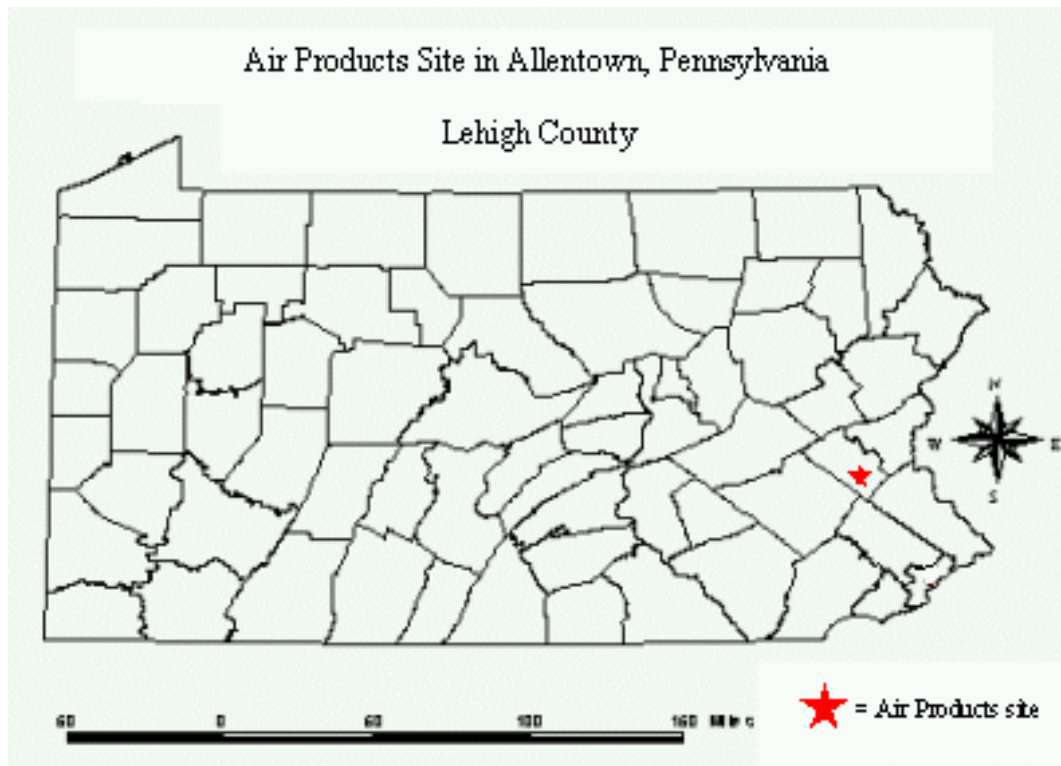 Air Products Site in Allentown, Pennsylvania
Lehigh County
N
W E
S
60 0 60 100 160
= Air Products site